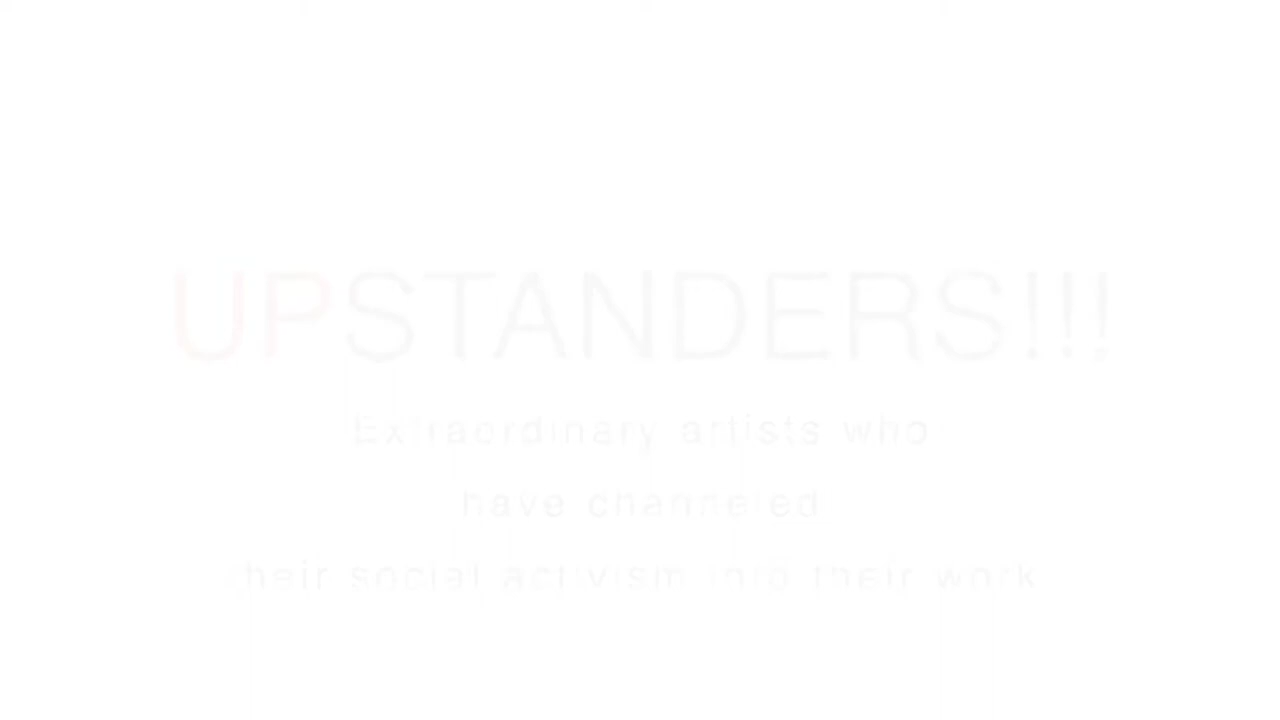 UPSTANDERS!!!
Extraordinary artists who
have channeled
their social activism into their work